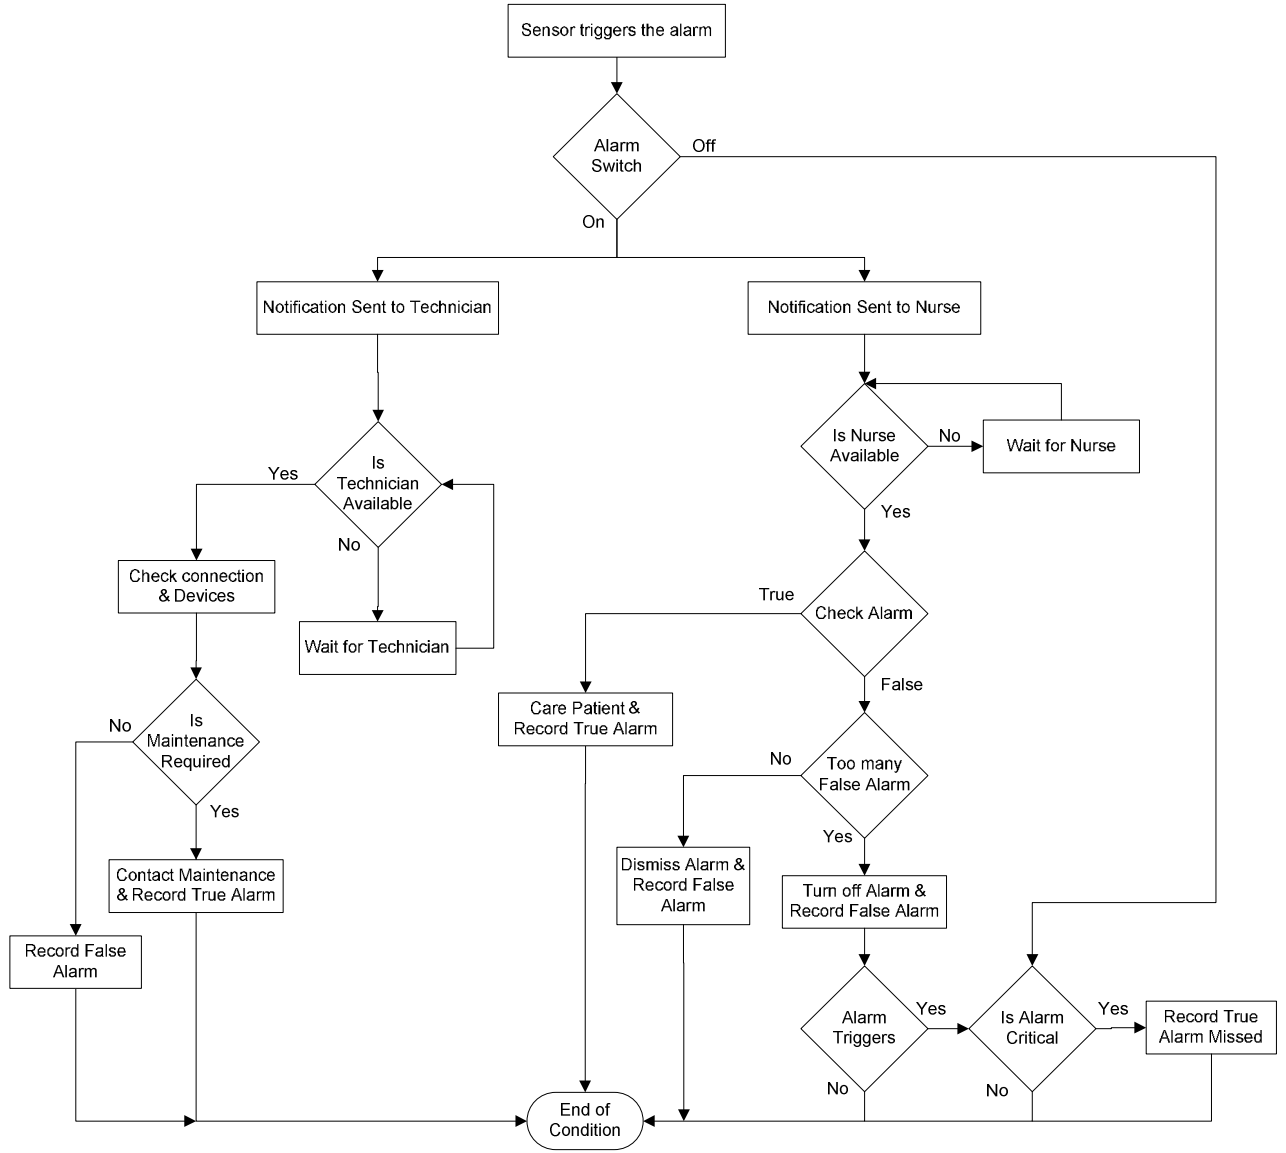 Sensor triggers the alarm
Alarm
Switch
Off
On
Notification Sent to Technician
Notification Sent to Nurse
Is
Technician
Available
Yes
No
Is Nurse
Available
No
Wait for Nurse
Yes
Check connection
& Devices
Wait for Technician
Check Alarm
True
False
Is
Maintenance
Required
No
Yes
Care Patient &
Record True Alarm
Too many
False Alarm
No
Yes
Contact Maintenance
& Record True Alarm
Dismiss Alarm &
Record False
Alarm
Turn off Alarm &
Record False Alarm
Record False
Alarm
Alarm
Triggers
Yes
No
Is Alarm
Critical
Yes
No
Record True
Alarm Missed
End of
Condition